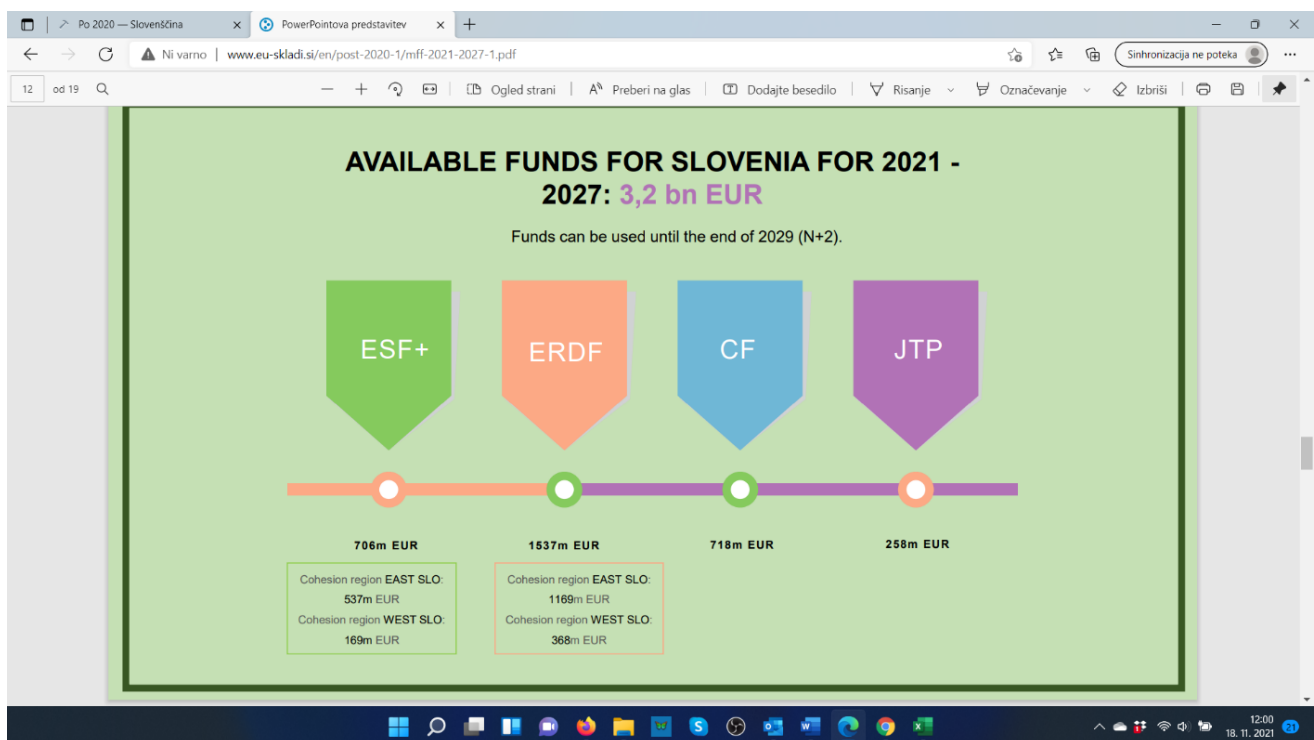 Po 2020 — Slovenščina
PowerPointova predstavitev
Ni varno | www.eu-skladi.si/en/post-2020-1/mff-2021-2027-1.pdf
Sinhronizacija ne poteka
12 od 19
Ogled strani
Preberi na glas
Dodajte besedilo
Risanje
Označevanje
Izbriši
AVAILABLE FUNDS FOR SLOVENIA FOR 2021 -
2027: 3,2 bn EUR
Funds can be used until the end of 2029 (N+2).
ESF+
ERDF
CF
JTP
706m EUR
1537m EUR
718m EUR
258m EUR
Cohesion region EAST SLO:
537m EUR
Cohesion region WEST SLO:
169m EUR
Cohesion region EAST SLO:
1169m EUR
Cohesion region WEST SLO:
368m EUR
12:00
18. 11. 2021
21